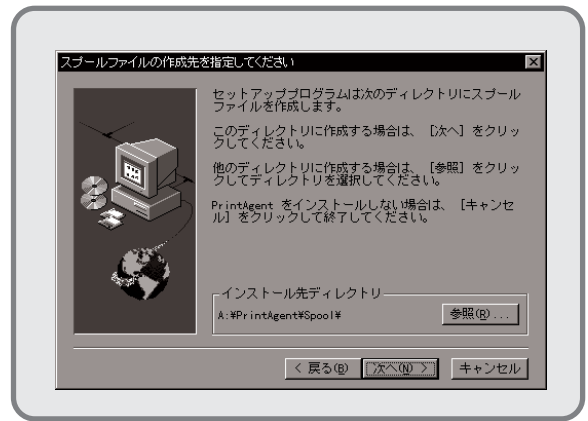 スプールファイルの作成先を指定してください
セットアッププログラムは次のディレクトリにスプール
ファイルを作成します。
このディレクトリに作成する場合は、［次へ］をクリッ
クしてください。
他のディレクトリに作成する場合は、［参照］をクリッ
クしてディレクトリを選択してください。
PrintAgent をインストールしない場合は、［キャンセ
ル］をクリックして終了してください。
インストール先ディレクトリ
A:¥PrintAgent¥Spool¥
参照(R)...
< 戻る(B)
次へ(N) >
キャンセル